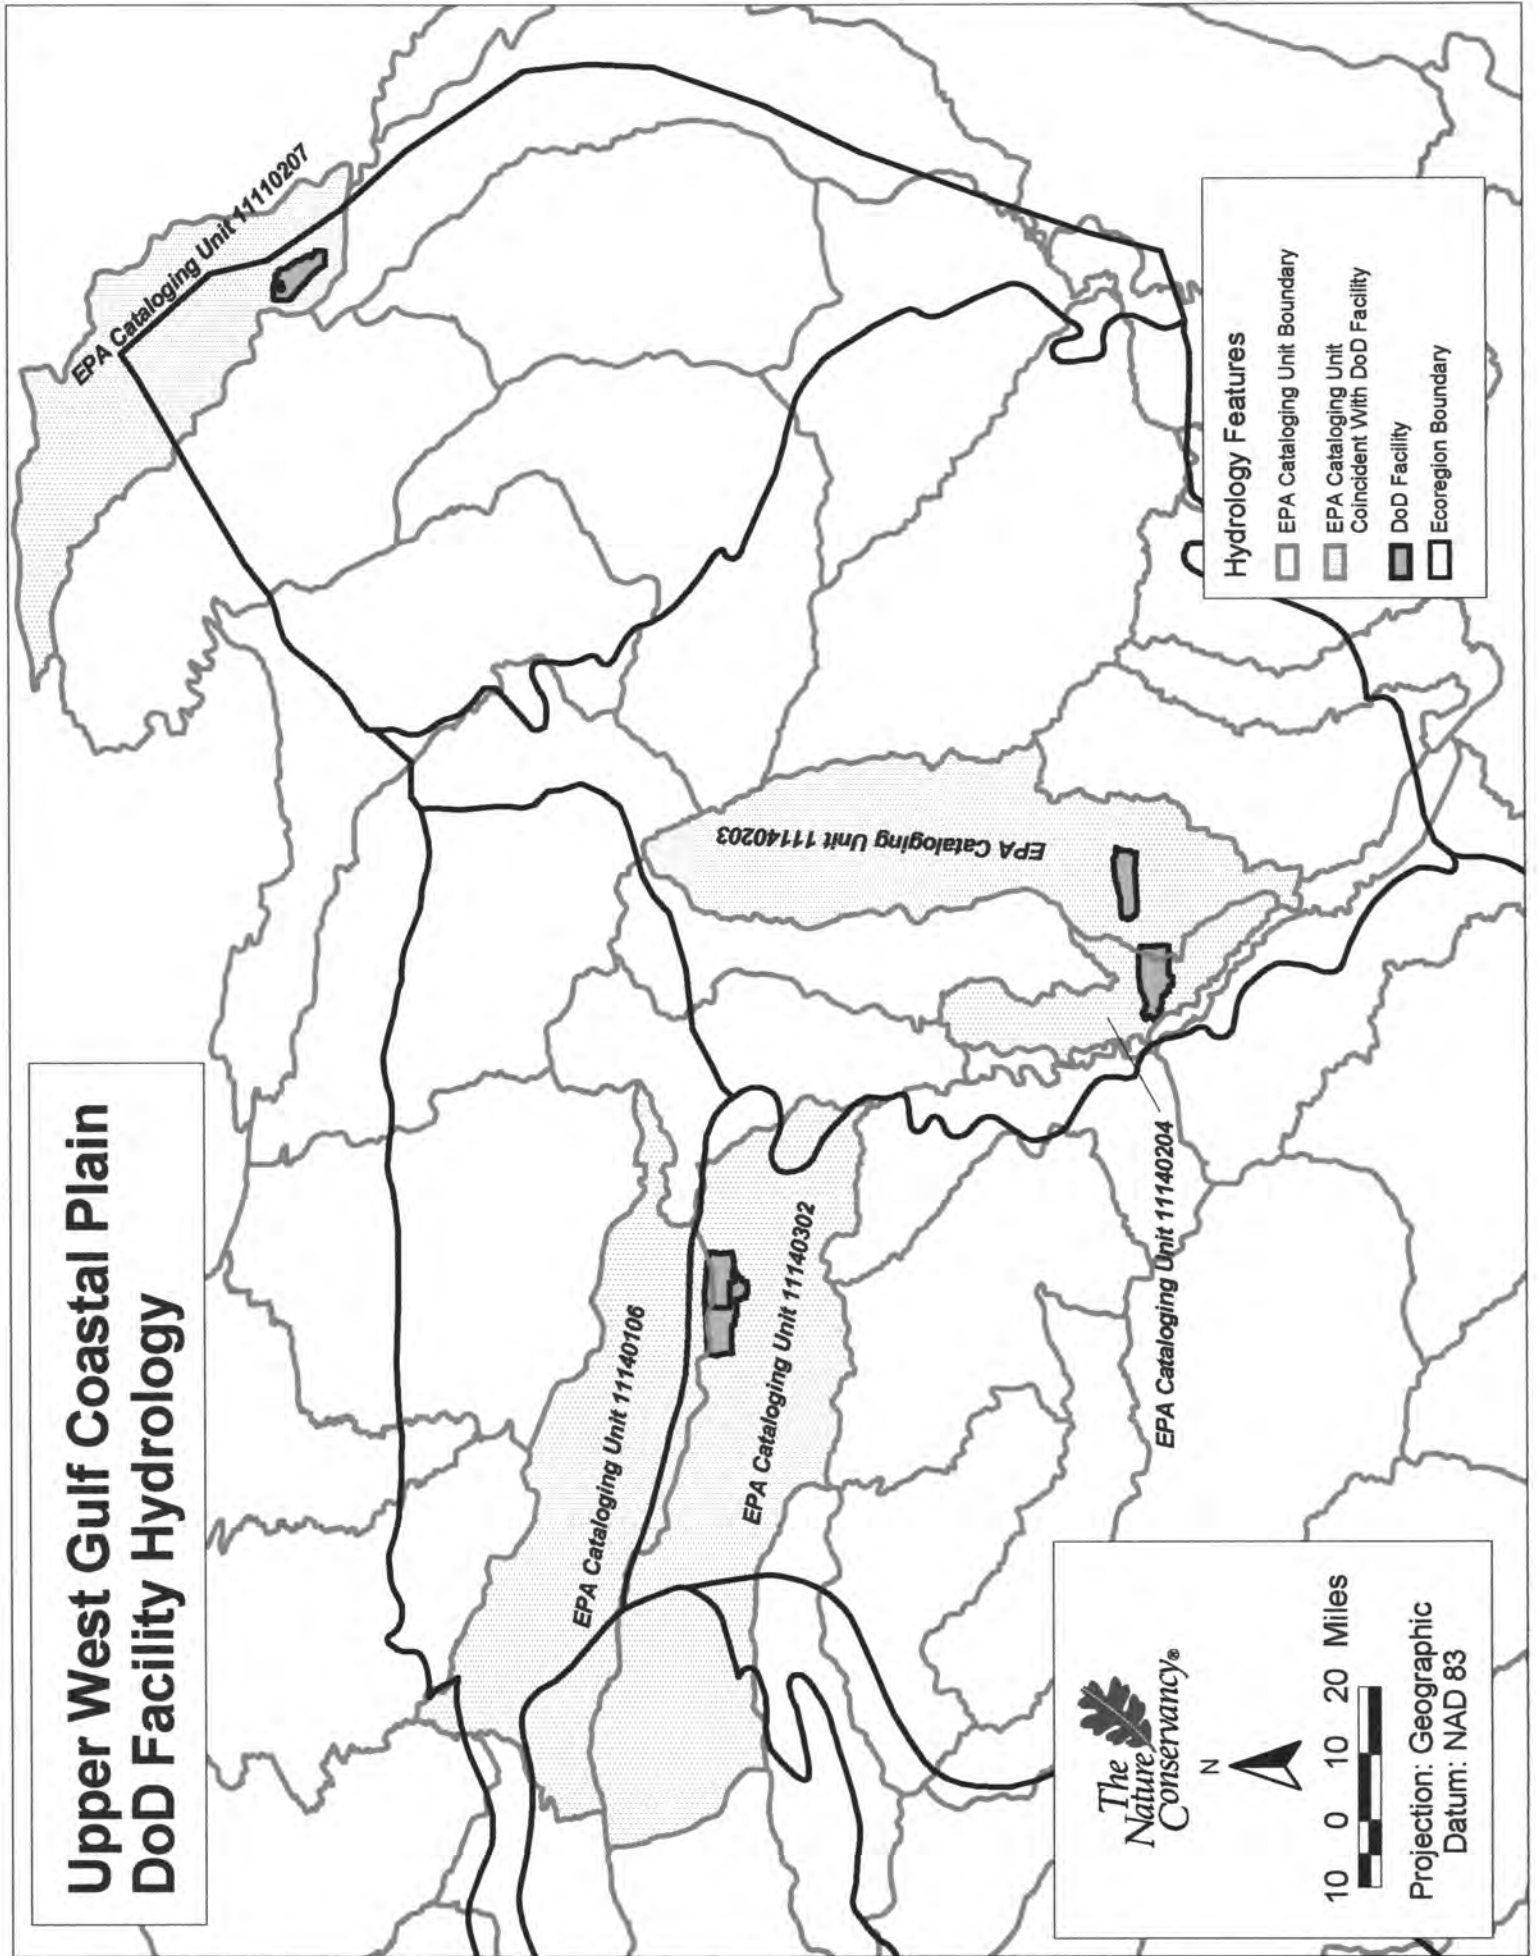 Upper West Gulf Coastal Plain
DoD Facility Hydrology
EPA Cataloging Unit 11110207
EPA Cataloging Unit 11140203
EPA Cataloging Unit 11140106
EPA Cataloging Unit 11140302
EPA Cataloging Unit 11140204
The
Nature
Conservancy®
N
10 0 10 20 Miles
Projection: Geographic
Datum: NAD 83
Hydrology Features
EPA Cataloging Unit Boundary
EPA Cataloging Unit
Coincident With DoD Facility
DoD Facility
Ecoregion Boundary